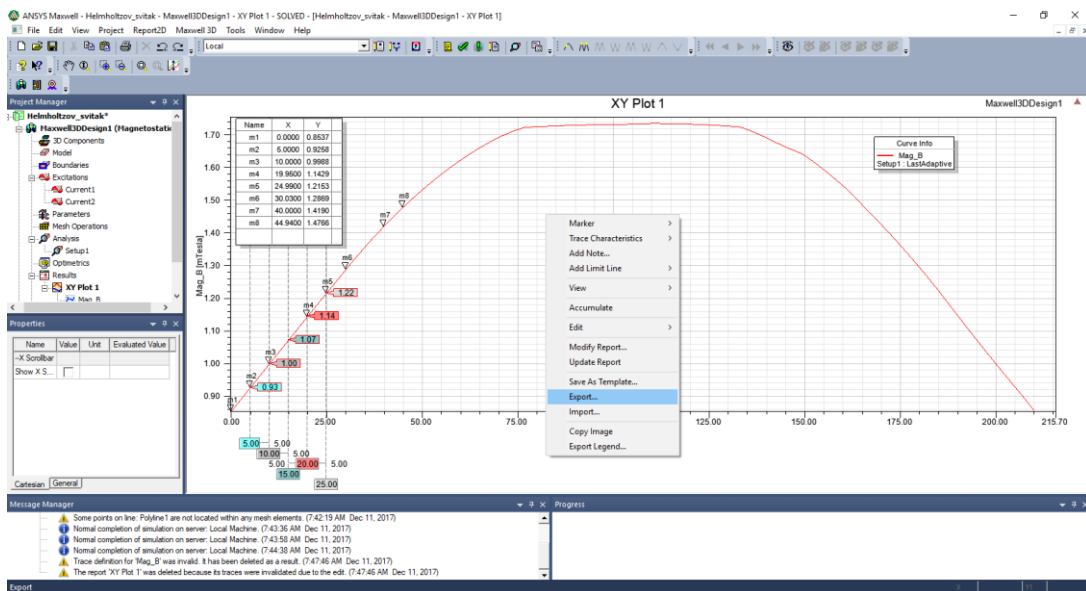 ANSYS Maxwell - Helmholtzov_svitak - Maxwell3DDesign1 - XY Plot 1 - SOLVED - [Helmholtzov_svitak - Maxwell3DDesign1 - XY Plot 1]
File Edit View Project Report2D Maxwell 3D Tools Window Help
Local
Project Manager
Helmholtzov_svitak*
Maxwell3DDesign1 (Magnetostatic
3D Components
Model
Boundaries
Excitations
Current1
Current2
Parameters
Mesh Operations
Analysis
Setup1
Optimetrics
Results
XY Plot 1
Mag_B
Properties
Name Value Unit Evaluated Value
-X Scrollbar
Show X S...
Cartesian General
XY Plot 1
Maxwell3DDesign1
Name X Y
m1 0.0000 0.8537
m2 5.0000 0.9258
m3 10.0000 0.9988
m4 19.9500 1.1429
m5 24.9900 1.2153
m6 30.0300 1.2869
m7 40.0000 1.4190
m8 44.9400 1.4766
Curve Info
Mag_B
Setup1 : LastAdaptive
Mag_B [mTesla]
1.70
1.60
1.50
1.40
1.30
1.20
1.10
1.00
0.90
m8
m7
m6
m5
1.22
m4
1.14
1.07
m3
1.00
m2
0.93
m1
0.00 25.00 50.00 75.00 125.00 150.00 175.00 200.00 215.70
5.00 5.00
10.00 5.00
5.00 20.00 5.00
15.00
25.00
Marker
Trace Characteristics
Add Note...
Add Limit Line
View
Accumulate
Edit
Modify Report...
Update Report
Save As Template...
Export...
Import...
Copy Image
Export Legend...
Message Manager
Some points on line: Polyline1 are not located within any mesh elements. (7:42:19 AM Dec 11, 2017)
Normal completion of simulation on server: Local Machine. (7:43:36 AM Dec 11, 2017)
Normal completion of simulation on server: Local Machine. (7:43:58 AM Dec 11, 2017)
Normal completion of simulation on server: Local Machine. (7:44:38 AM Dec 11, 2017)
Trace definition for 'Mag_B' was invalid. It has been deleted as a result. (7:47:46 AM Dec 11, 2017)
The report 'XY Plot 1' was deleted because its traces were invalidated due to the edit. (7:47:46 AM Dec 11, 2017)
Progress
Export